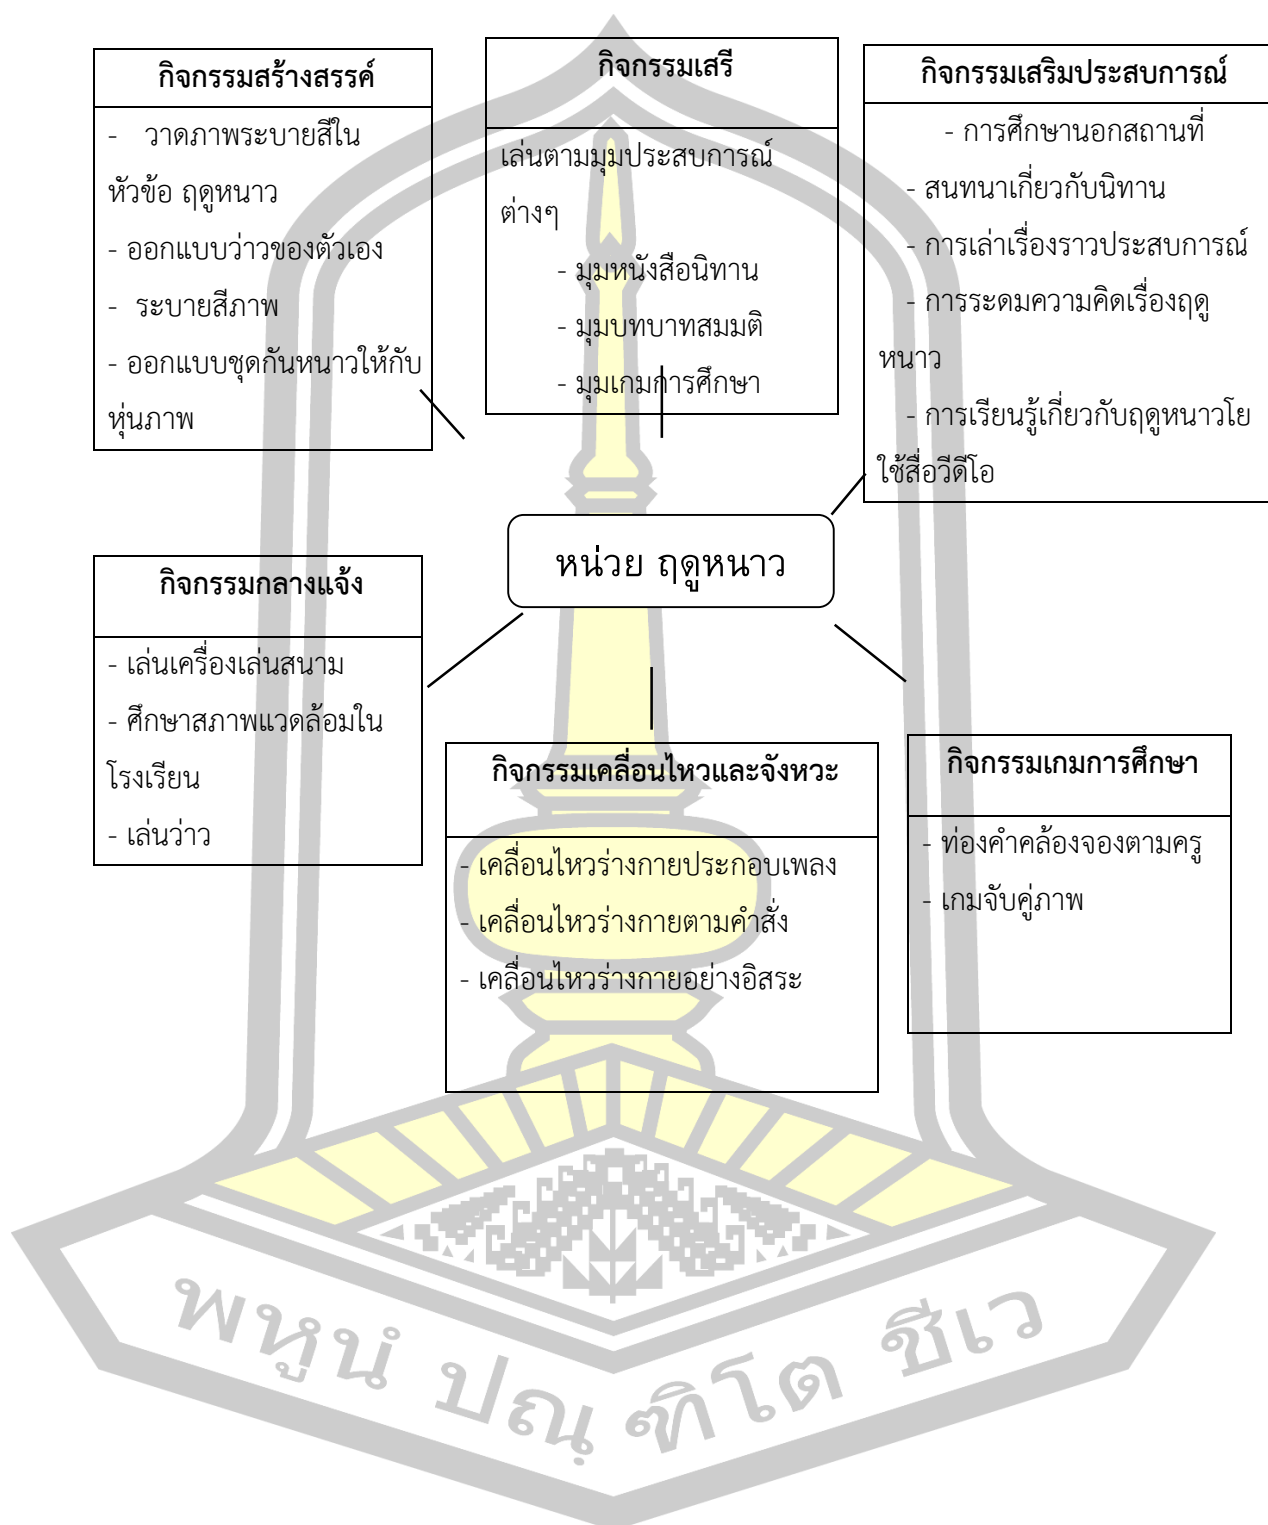 กิจกรรมสร้างสรรค์
- วาดภาพระบายสีใน
หัวข้อ ฤดูหนาว
- ออกแบบว่าวของตัวเอง
- ระบายสีภาพ
- ออกแบบชุดกันหนาวให้กับ
หุ่นภาพ
กิจกรรมเสรี
เล่นตามมุมประสบการณ์
ต่างๆ
- มุมหนังสือนิทาน
- มุมบทบาทสมมติ
- มุมเกมการศึกษา
กิจกรรมเสริมประสบการณ์
- การศึกษานอกสถานที่
- สนทนาเกี่ยวกับนิทาน
- การเล่าเรื่องราวประสบการณ์
- การระดมความคิดเรื่องฤดู
หนาว
- การเรียนรู้เกี่ยวกับฤดูหนาวโย
ใช้สื่อวีดีโอ
หน่วย ฤดูหนาว
กิจกรรมกลางแจ้ง
- เล่นเครื่องเล่นสนาม
- ศึกษาสภาพแวดล้อมใน
โรงเรียน
- เล่นว่าว
กิจกรรมเคลื่อนไหวและจังหวะ
- เคลื่อนไหวร่างกายประกอบเพลง
- เคลื่อนไหวร่างกายตามคำสั่ง
- เคลื่อนไหวร่างกายอย่างอิสระ
กิจกรรมเกมการศึกษา
- ท่องคำคล้องจองตามครู
- เกมจับคู่ภาพ
พหูนํ ปณฺฑิโต ชีเว